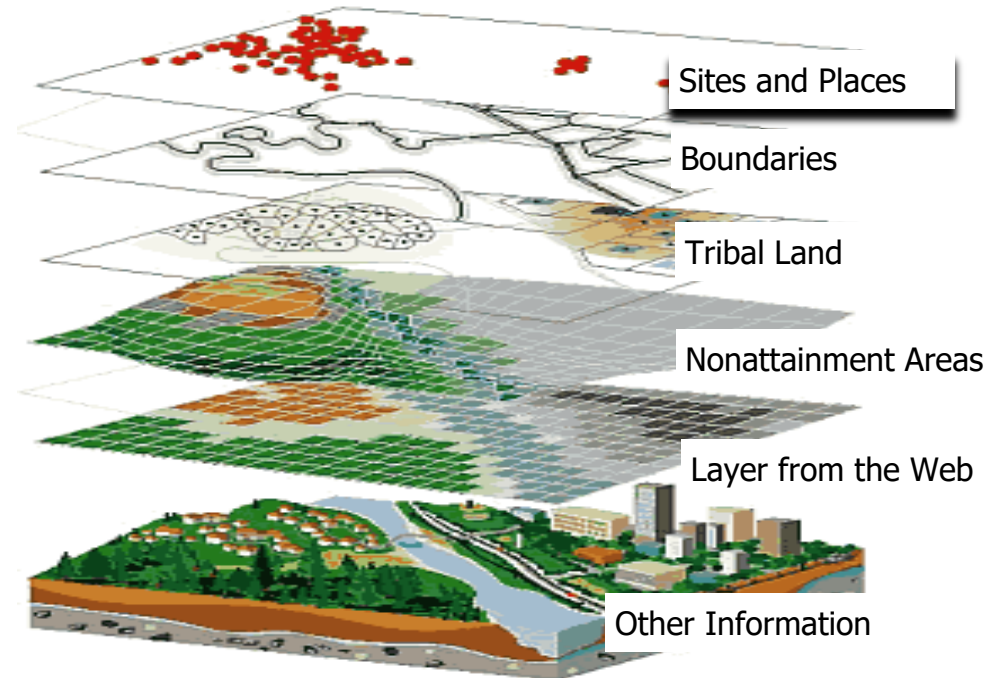 Sites and Places
Boundaries
Tribal Land
Nonattainment Areas
Layer from the Web
Other Information